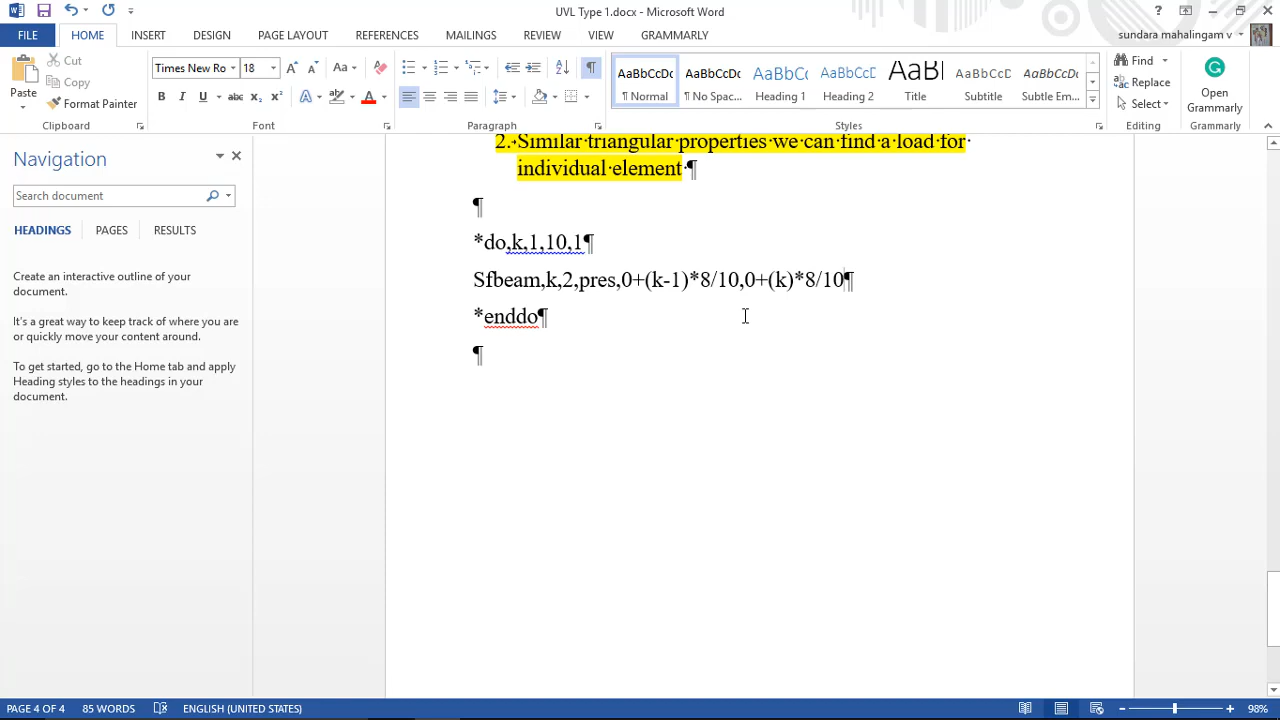 UVL Type 1.docx - Microsoft Word
FILE HOME INSERT DESIGN PAGE LAYOUT REFERENCES MAILINGS REVIEW VIEW GRAMMARLY
sundara mahalingam v
Paste
Cut
Copy
Format Painter
Clipboard
Times New Ro 18
Font
Paragraph
AaBbCcDc AaBbCcDc AaBbCc AaBbCcD AaBl AaBbCcD AaBbCcDc
¶ Normal ¶ No Spac... Heading 1 Heading 2 Title Subtitle Subtle Em...
Styles
Find
Replace
Select
Editing
Open
Grammarly
Grammarly
Navigation
Search document
HEADINGS PAGES RESULTS
Create an interactive outline of your
document.
It's a great way to keep track of where you are
or quickly move your content around.
To get started, go to the Home tab and apply
Heading styles to the headings in your
document.
2. Similar triangular properties we can find a load for
individual element ¶
¶
*do,k,1,10,1¶
Sfbeam,k,2,pres,0+(k-1)*8/10,0+(k)*8/10¶
*enddo¶
¶
PAGE 4 OF 4 85 WORDS ENGLISH (UNITED STATES) 98%